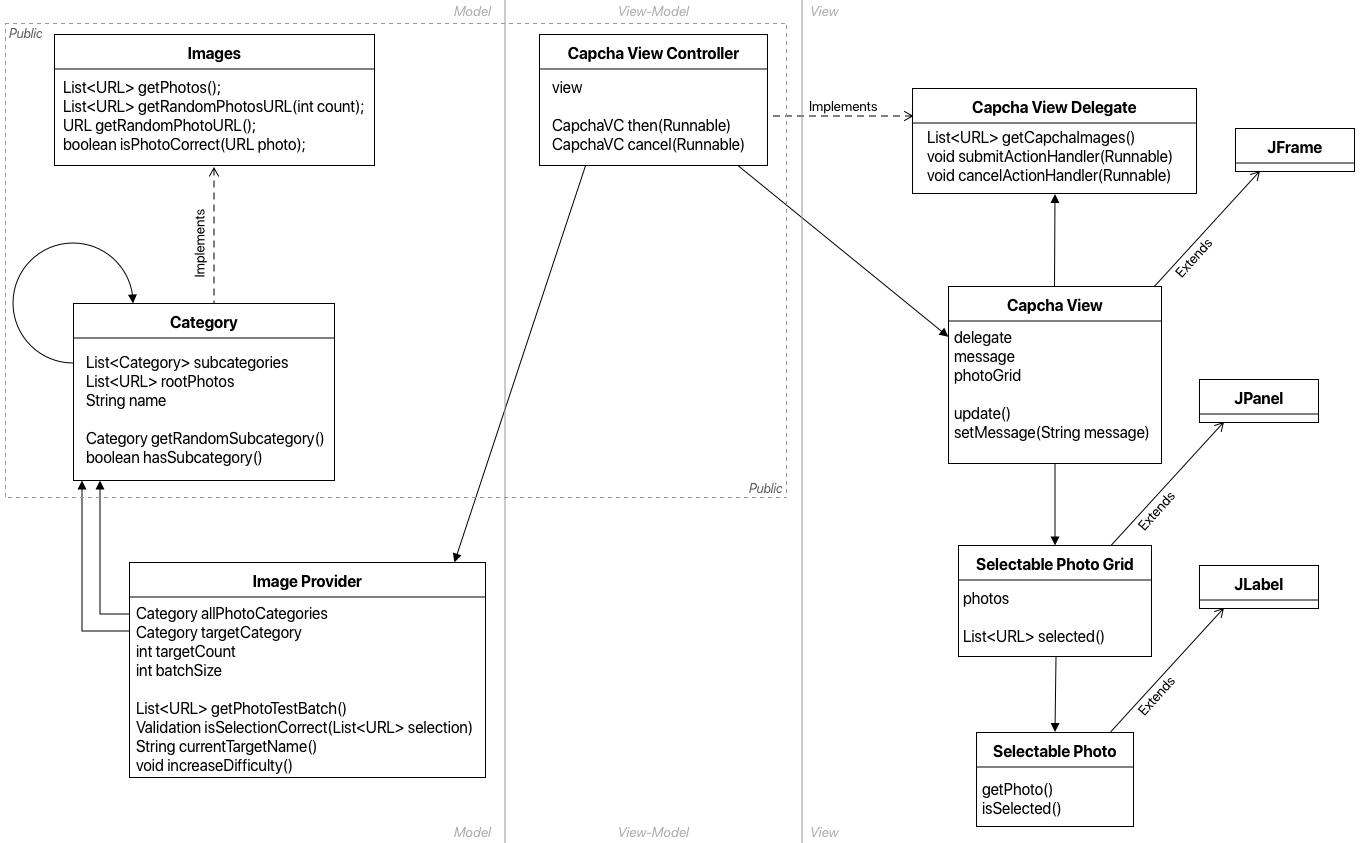 Model
View-Model
View
Public
Images
List<URL> getPhotos();
List<URL> getRandomPhotosURL(int count);
URL getRandomPhotoURL();
boolean isPhotoCorrect(URL photo);
Implements
Category
List<Category> subcategories
List<URL> rootPhotos
String name
Category getRandomSubcategory()
boolean hasSubcategory()
Image Provider
Category allPhotoCategories
Category targetCategory
int targetCount
int batchSize
List<URL> getPhotoTestBatch()
Validation isSelectionCorrect(List<URL> selection)
String currentTargetName()
void increaseDifficulty()
Capcha View Controller
view
CapchaVC then(Runnable)
CapchaVC cancel(Runnable)
Public
Implements
Capcha View Delegate
List<URL> getCapchaImages()
void submitActionHandler(Runnable)
void cancelActionHandler(Runnable)
JFrame
Extends
Capcha View
delegate
message
photoGrid
update()
setMessage(String message)
JPanel
Extends
Selectable Photo Grid
photos
List<URL> selected()
JLabel
Extends
Selectable Photo
getPhoto()
isSelected()
Model
View-Model
View